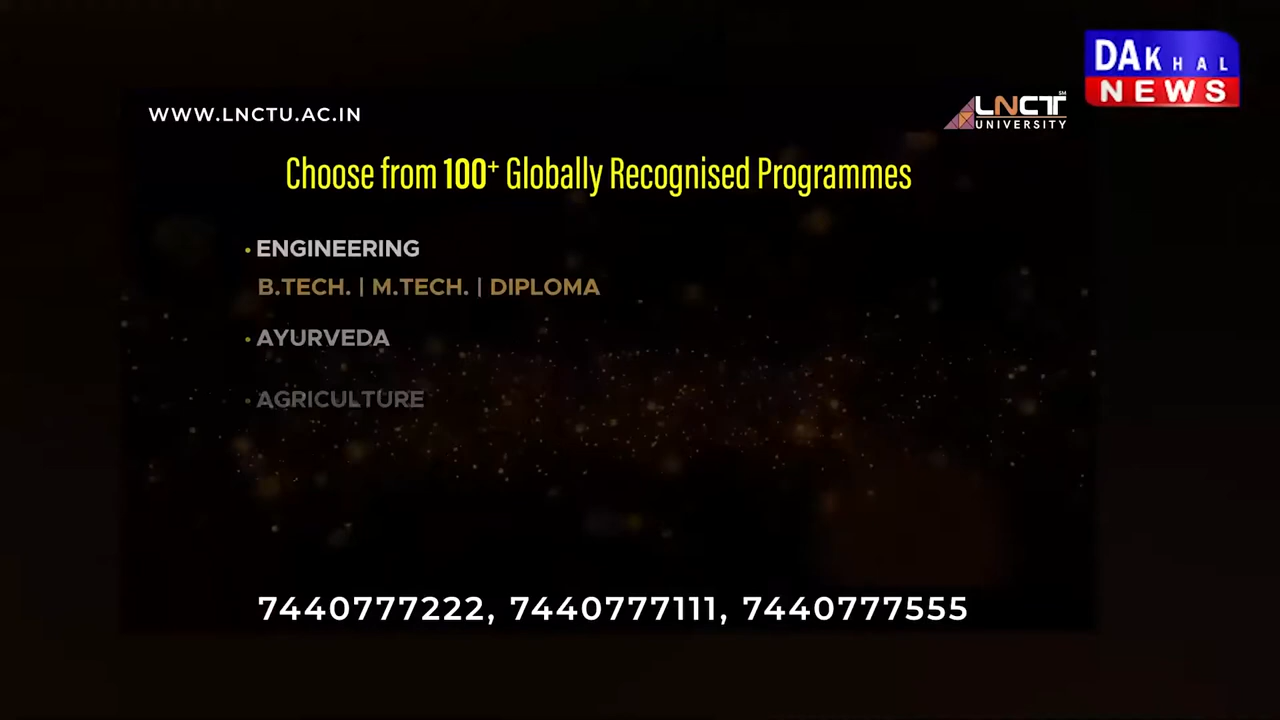 DAKHAL
NEWS
WWW.LNCTU.AC.IN
LNCT SM
UNIVERSITY
Choose from 100+ Globally Recognised Programmes
• ENGINEERING
B.TECH. | M.TECH. | DIPLOMA
• AYURVEDA
• AGRICULTURE
7440777222, 7440777111, 7440777555